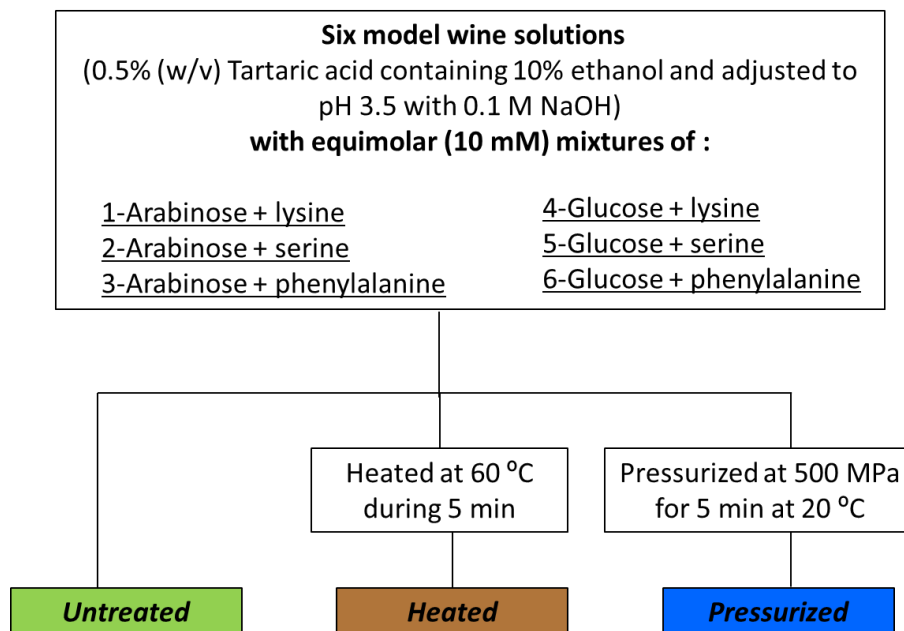 Six model wine solutions
(0.5% (w/v) Tartaric acid containing 10% ethanol and adjusted to
pH 3.5 with 0.1 M NaOH)
with equimolar (10 mM) mixtures of :
1-Arabinose + lysine
2-Arabinose + serine
3-Arabinose + phenylalanine
4-Glucose + lysine
5-Glucose + serine
6-Glucose + phenylalanine
Heated at 60 ⁰C
during 5 min
Pressurized at 500 MPa
for 5 min at 20 ⁰C
Untreated
Heated
Pressurized